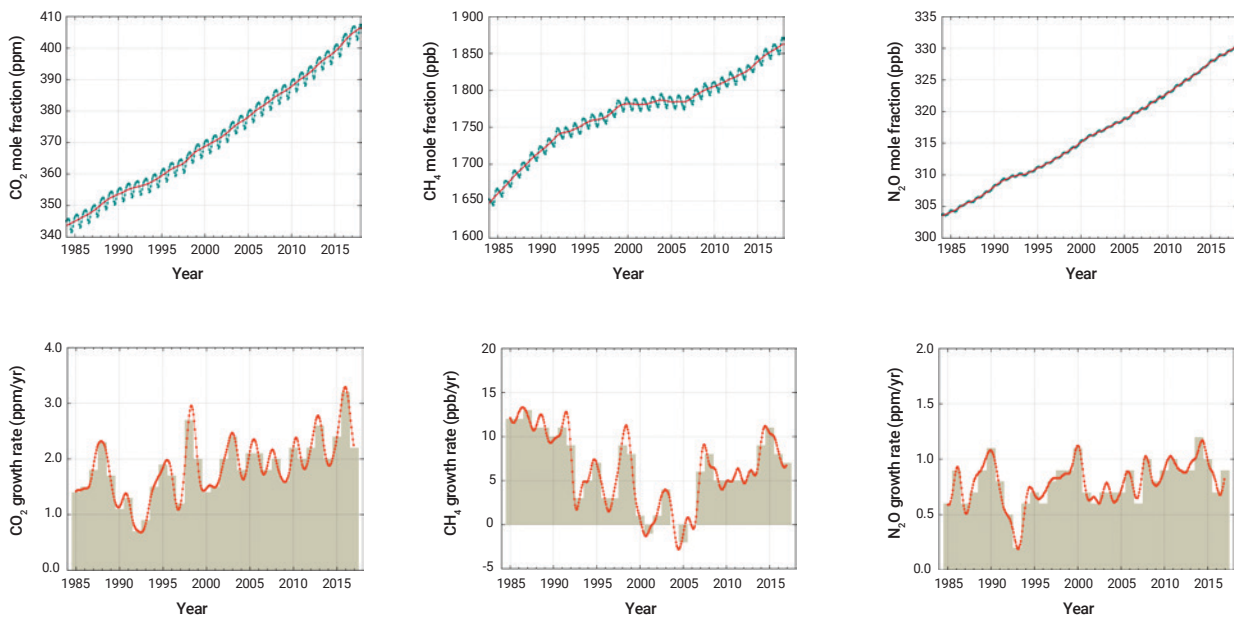 CO₂ mole fraction (ppm)
410
400
390
380
370
360
350
340
1985 1990 1995 2000 2005 2010 2015
Year
CH₄ mole fraction (ppb)
1 900
1 850
1 800
1 750
1 700
1 650
1 600
1985 1990 1995 2000 2005 2010 2015
Year
N₂O mole fraction (ppb)
335
330
325
320
315
310
305
300
1985 1990 1995 2000 2005 2010 2015
Year
CO₂ growth rate (ppm/yr)
4.0
3.0
2.0
1.0
0.0
1985 1990 1995 2000 2005 2010 2015
Year
CH₄ growth rate (ppb/yr)
20
15
10
5
0
-5
1985 1990 1995 2000 2005 2010 2015
Year
N₂O growth rate (ppm/yr)
2.0
1.5
1.0
0.5
0.0
1985 1990 1995 2000 2005 2010 2015
Year